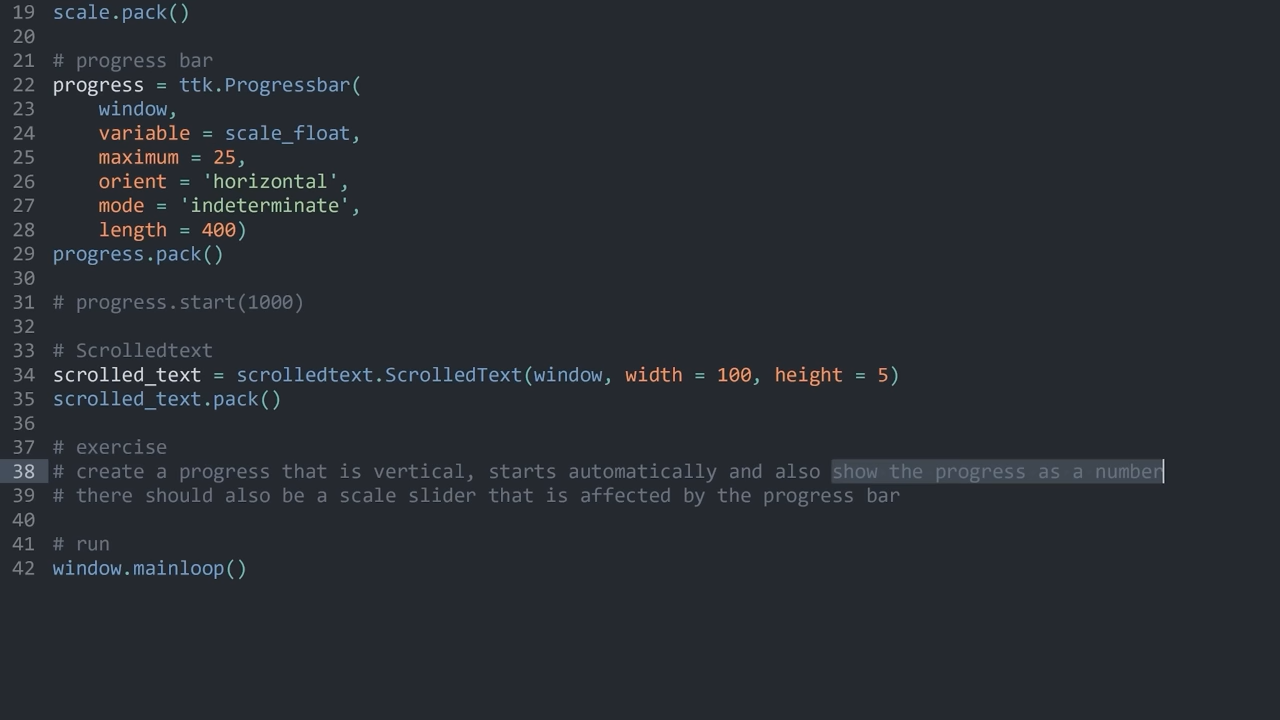 19 scale.pack()
20
21 # progress bar
22 progress = ttk.Progressbar(
23     window,
24     variable = scale_float,
25     maximum = 25,
26     orient = 'horizontal',
27     mode = 'indeterminate',
28     length = 400)
29 progress.pack()
30
31 # progress.start(1000)
32
33 # Scrolledtext
34 scrolled_text = scrolledtext.ScrolledText(window, width = 100, height = 5)
35 scrolled_text.pack()
36
37 # exercise
38 # create a progress that is vertical, starts automatically and also show the progress as a number
39 # there should also be a scale slider that is affected by the progress bar
40
41 # run
42 window.mainloop()